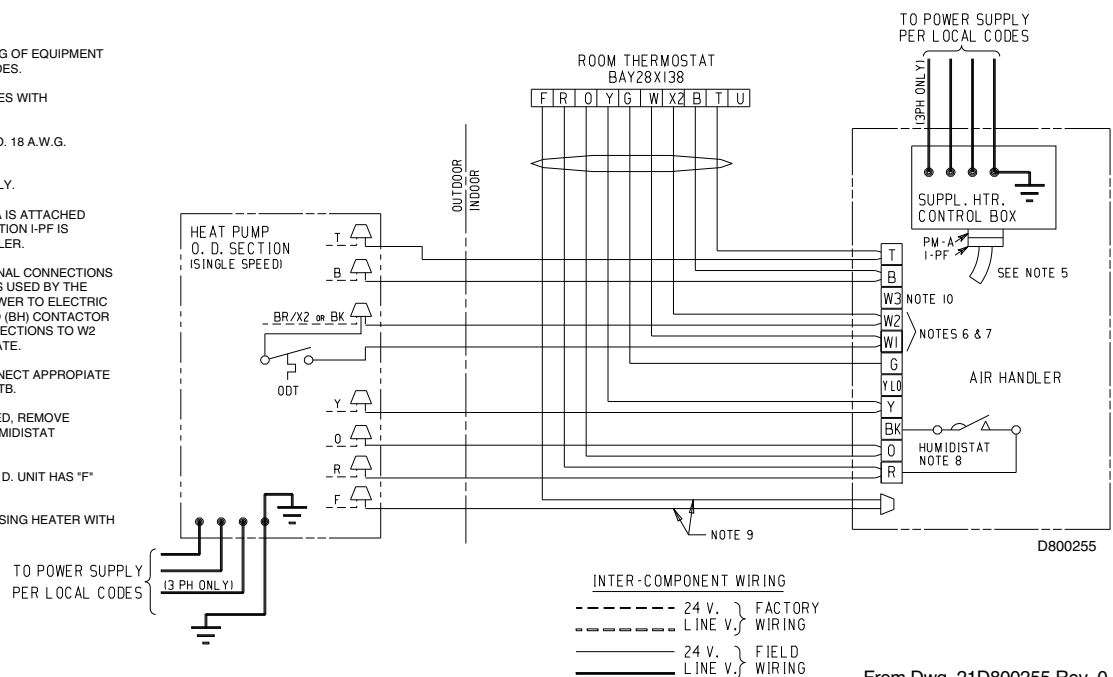 G OF EQUIPMENT
DES.
ES WITH
O. 18 A.W.G.
LY.
A IS ATTACHED
TION I-PF IS
LER.
NAL CONNECTIONS
S USED BY THE
WER TO ELECTRIC
D (BH) CONTACTOR
ECTIONS TO W2
ATE.
NECT APPROPIATE
TB.
ED, REMOVE
UMIDISTAT
D. UNIT HAS "F"
SING HEATER WITH
TO POWER SUPPLY
PER LOCAL CODES
(3PH ONLY)
ROOM THERMOSTAT
BAY28X138
F R O Y G W X2 B T U
OUTDOOR
INDOOR
HEAT PUMP
O. D. SECTION
(SINGLE SPEED)
T
B
BR/X2 OR BK
ODT
Y
O
R
F
TO POWER SUPPLY
PER LOCAL CODES
(3 PH ONLY)
SUPPL. HTR.
CONTROL BOX
PM-A
I-PF
SEE NOTE 5
T
B
W3 NOTE 10
W2
W1
NOTES 6 & 7
G
YLO
Y
BK
O
R
AIR HANDLER
HUMIDISTAT
NOTE 8
NOTE 9
D800255
INTER-COMPONENT WIRING
24 V. FACTORY
LINE V. WIRING
24 V. FIELD
LINE V. WIRING
From Dwg. 21D800255 Rev. 0